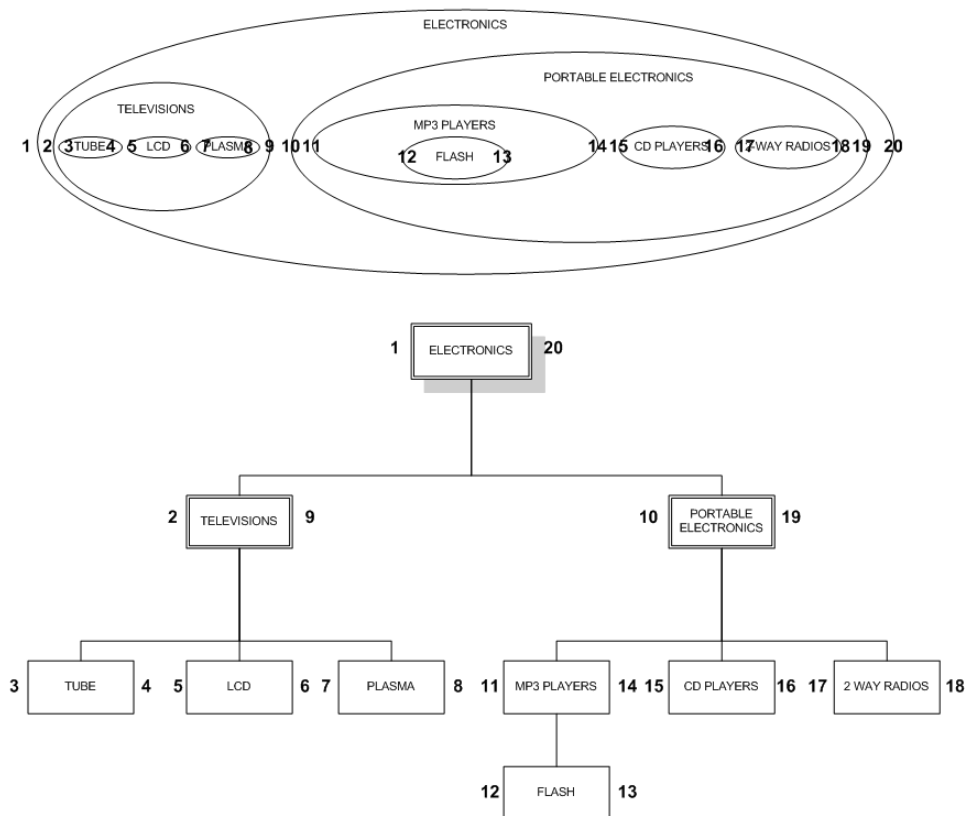 ELECTRONICS
PORTABLE ELECTRONICS
TELEVISIONS
MP3 PLAYERS
1 2 3 TUBE 4 5 LCD 6 7 PLASMA 8 9 10 11 14 15 CD PLAYERS 16 17 2 WAY RADIOS 18 19 20
12 FLASH 13
1 ELECTRONICS 20
2 TELEVISIONS 9 10 PORTABLE 19
ELECTRONICS
3 TUBE 4 5 LCD 6 7 PLASMA 8 11 MP3 PLAYERS 14 15 CD PLAYERS 16 17 2 WAY RADIOS 18
12 FLASH 13